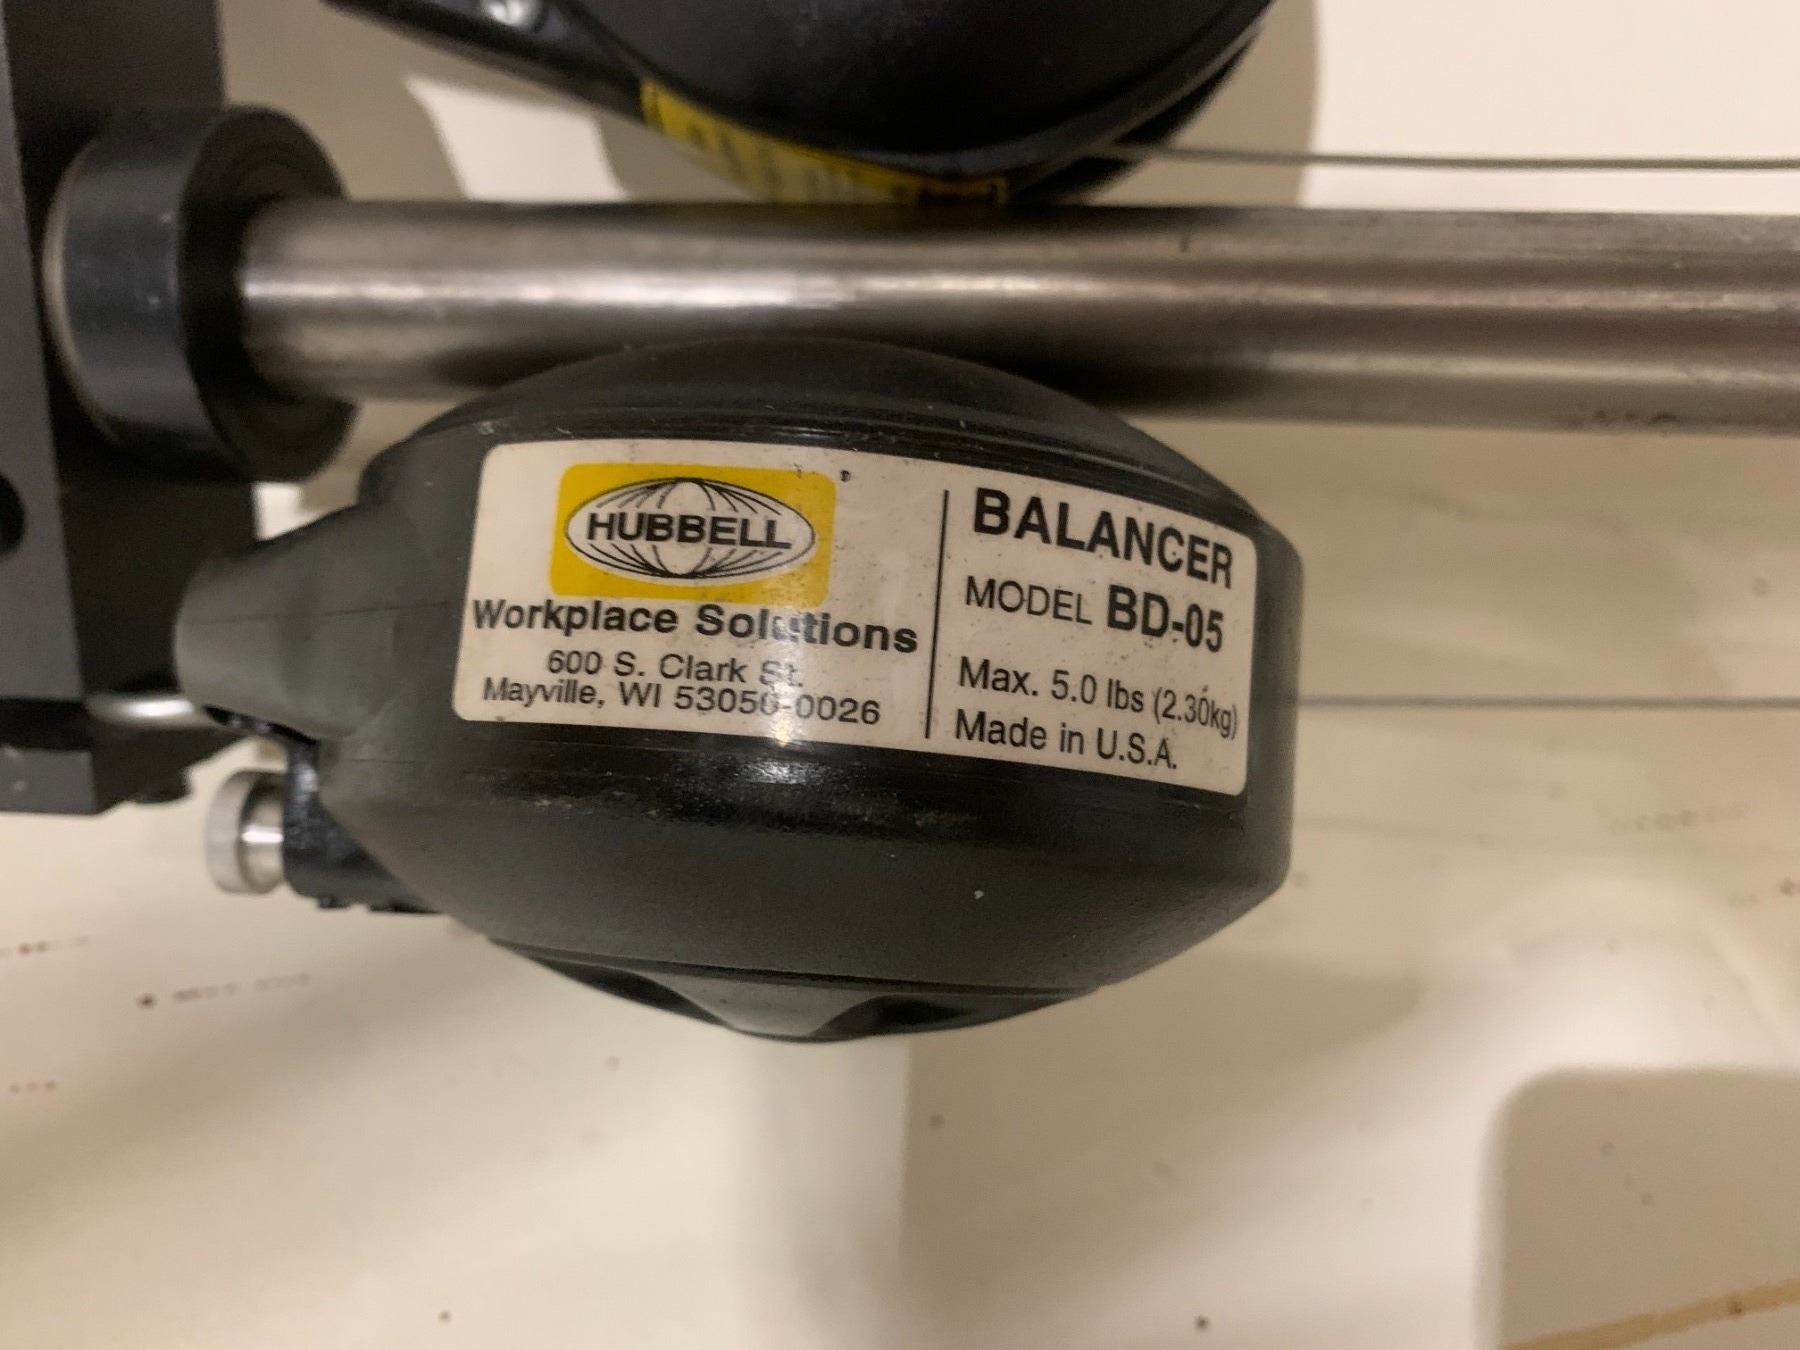 HUBBELL
Workplace Solutions
600 S. Clark St.
Mayville, WI 53050-0026
BALANCER
MODEL BD-05
Max. 5.0 lbs (2.30kg)
Made in U.S.A.